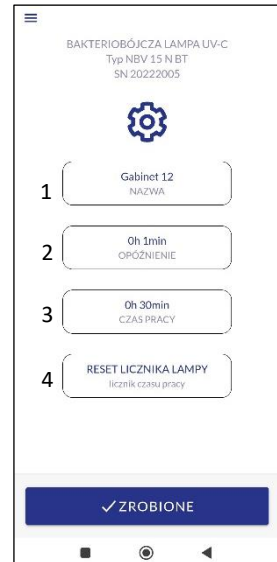 BAKTERIOBÓJCZA LAMPA UV-C
Typ NBV 15 N BT
SN 20222005
1
Gabinet 12
NAZWA
2
0h 1min
OPÓŹNIENIE
3
0h 30min
CZAS PRACY
4
RESET LICZNIKA LAMPY
licznik czasu pracy
ZROBIONE